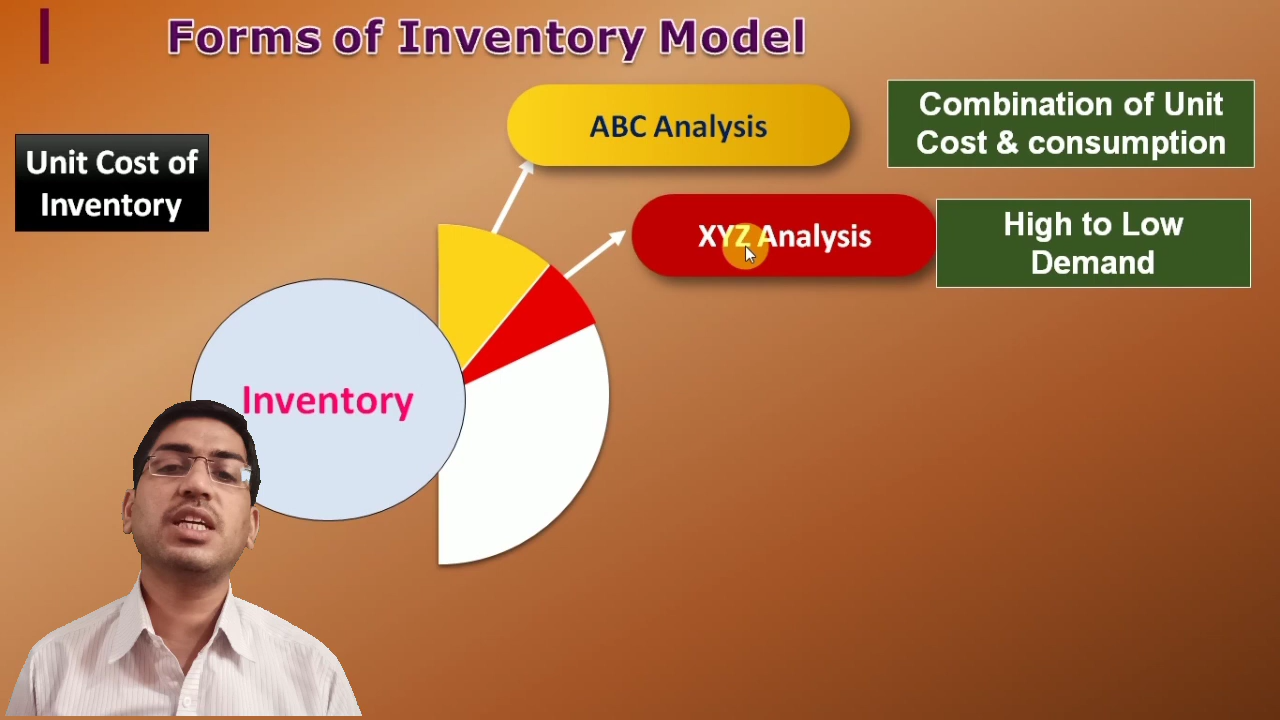 Forms of Inventory Model
ABC Analysis
Combination of Unit
Cost & consumption
Unit Cost of
Inventory
XYZ Analysis
High to Low
Demand
Inventory